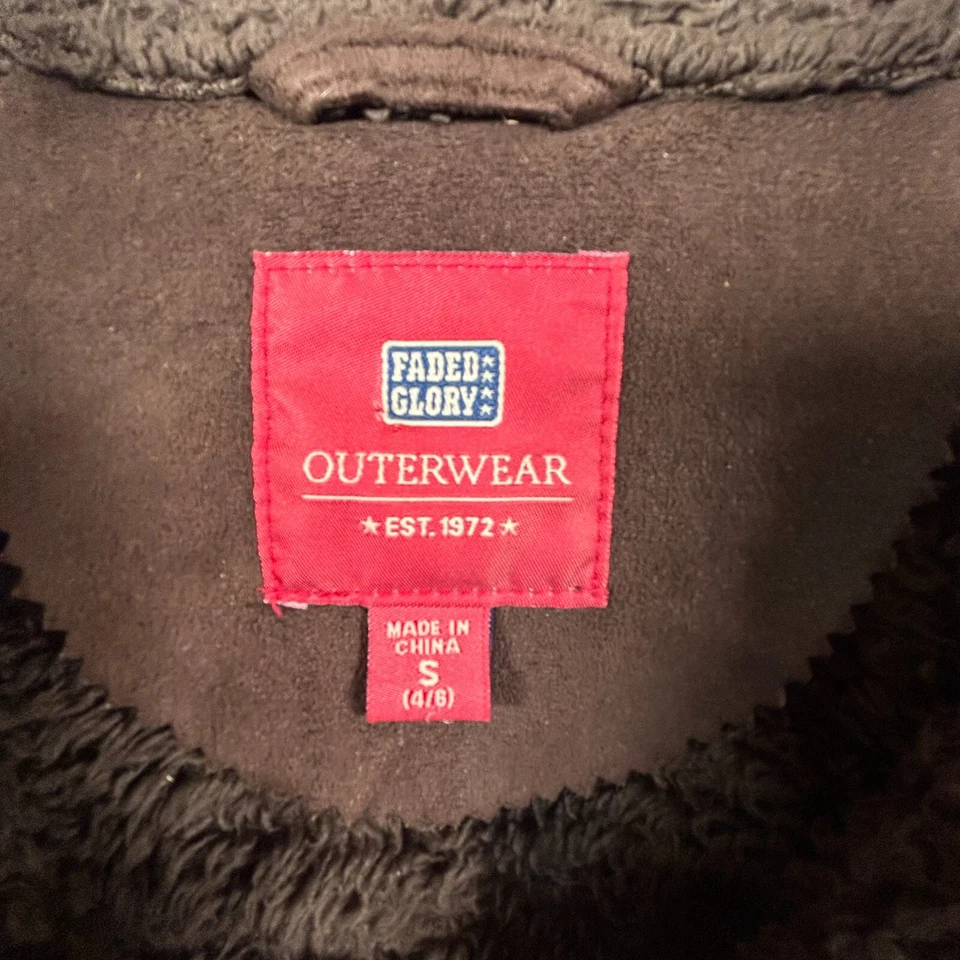 FADED
GLORY
OUTERWEAR
★EST. 1972★
MADE IN
CHINA
S
(4/6)